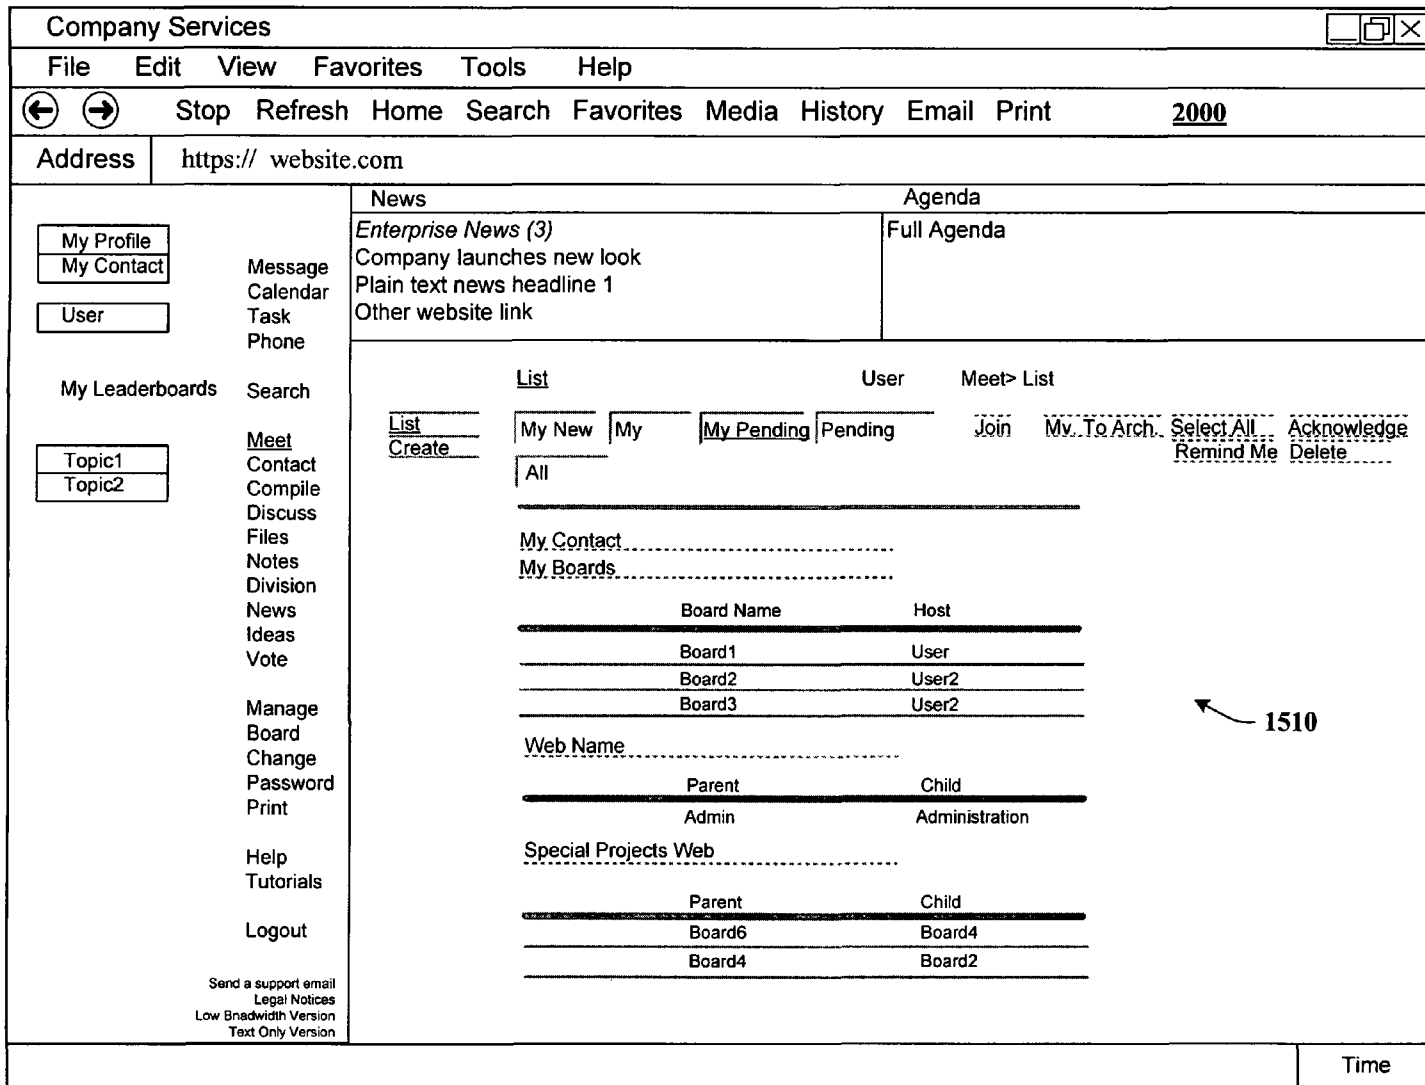 Company Services
File Edit View Favorites Tools Help
Stop Refresh Home Search Favorites Media History Email Print 2000
Address https:// website.com
My Profile
My Contact
User
My Leaderboards
Topic1
Topic2
Message
Calendar
Task
Phone
Search
Meet
Contact
Compile
Discuss
Files
Notes
Division
News
Ideas
Vote
Manage
Board
Change
Password
Print
Help
Tutorials
Logout
Send a support email
Legal Notices
Low Bnadwidth Version
Text Only Version
News Agenda
Enterprise News (3)
Company launches new look
Plain text news headline 1
Other website link
Full Agenda
List User Meet> List
List
Create
My New My My Pending Pending
All
Join Mv. To Arch. Select All Acknowledge
Remind Me Delete
My Contact
My Boards
Board Name Host
Board1 User
Board2 User2
Board3 User2
1510
Web Name
Parent Child
Admin Administration
Special Projects Web
Parent Child
Board6 Board4
Board4 Board2
Time